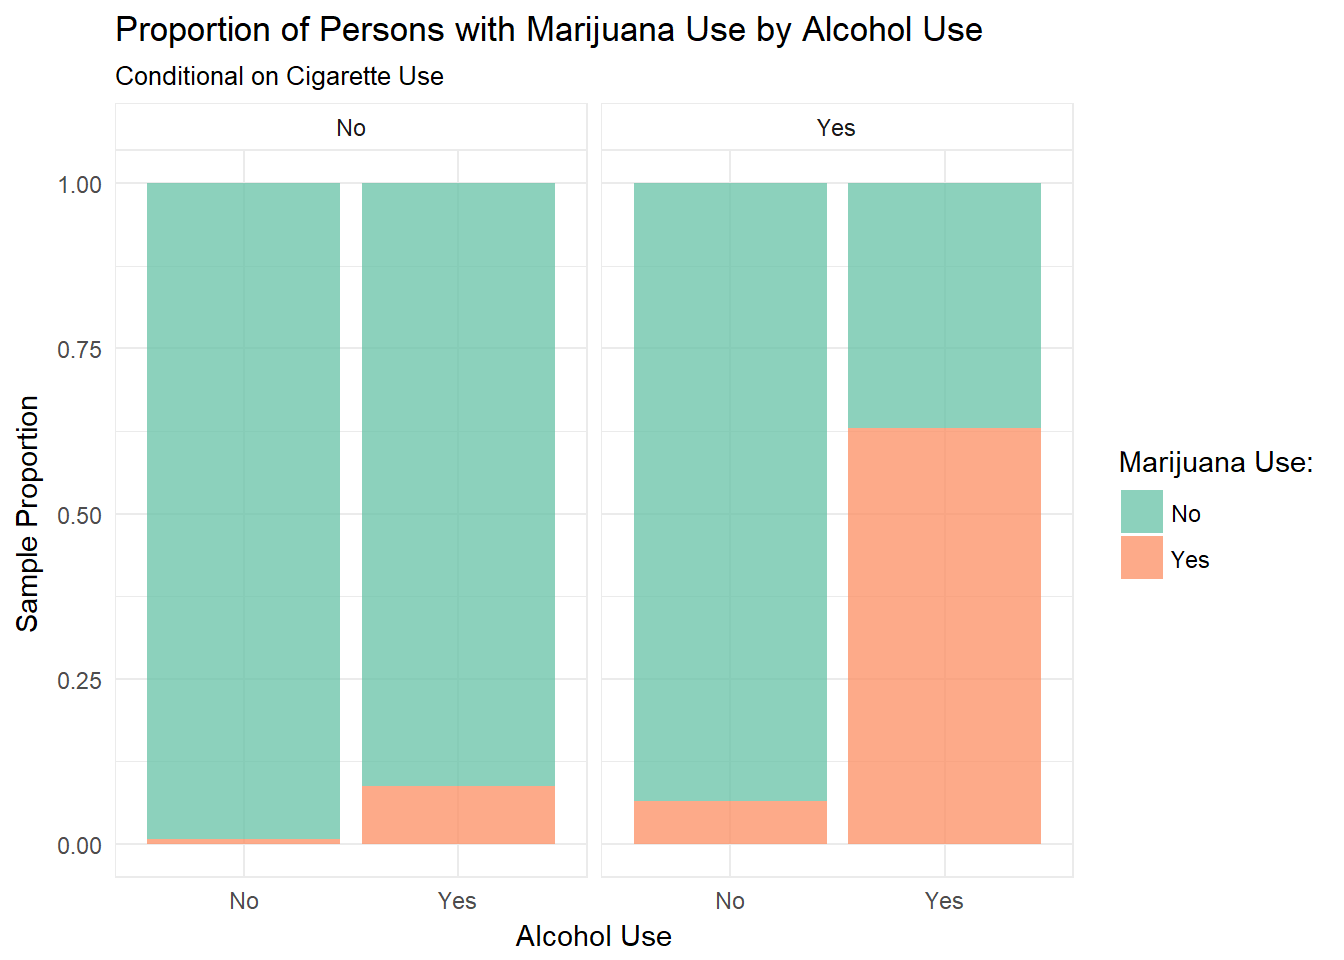 Proportion of Persons with Marijuana Use by Alcohol Use
Conditional on Cigarette Use
No
Yes
1.00
0.75
0.50
0.25
0.00
Sample Proportion
No
Yes
No
Yes
Alcohol Use
Marijuana Use:
No
Yes